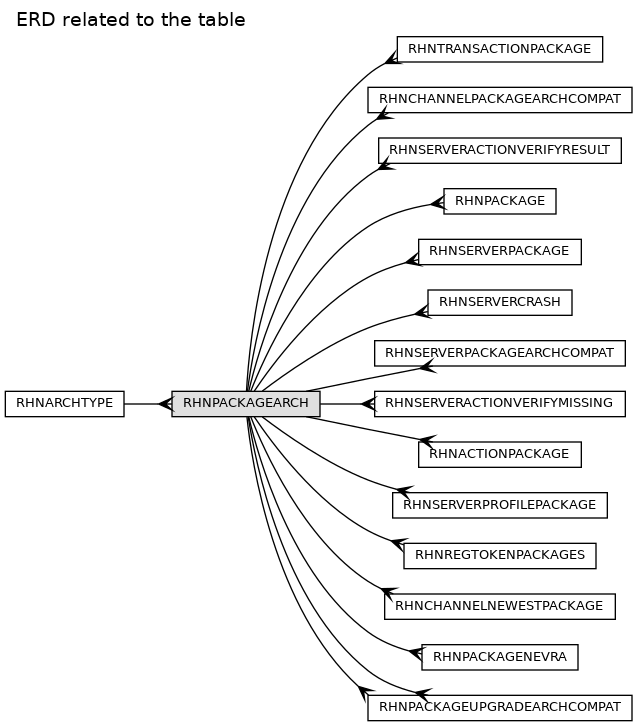 ERD related to the table
RHNTRANSACTIONPACKAGE
RHNCHANNELPACKAGEARCHCOMPAT
RHNSERVERACTIONVERIFYRESULT
RHNPACKAGE
RHNSERVERPACKAGE
RHNSERVERCRASH
RHNSERVERPACKAGEARCHCOMPAT
RHNARCHTYPE
RHNPACKAGEARCH
RHNSERVERACTIONVERIFYMISSING
RHNACTIONPACKAGE
RHNSERVERPROFILEPACKAGE
RHNREGTOKENPACKAGES
RHNCHANNELNEWESTPACKAGE
RHNPACKAGENEVRA
RHNPACKAGEUPGRADEARCHCOMPAT